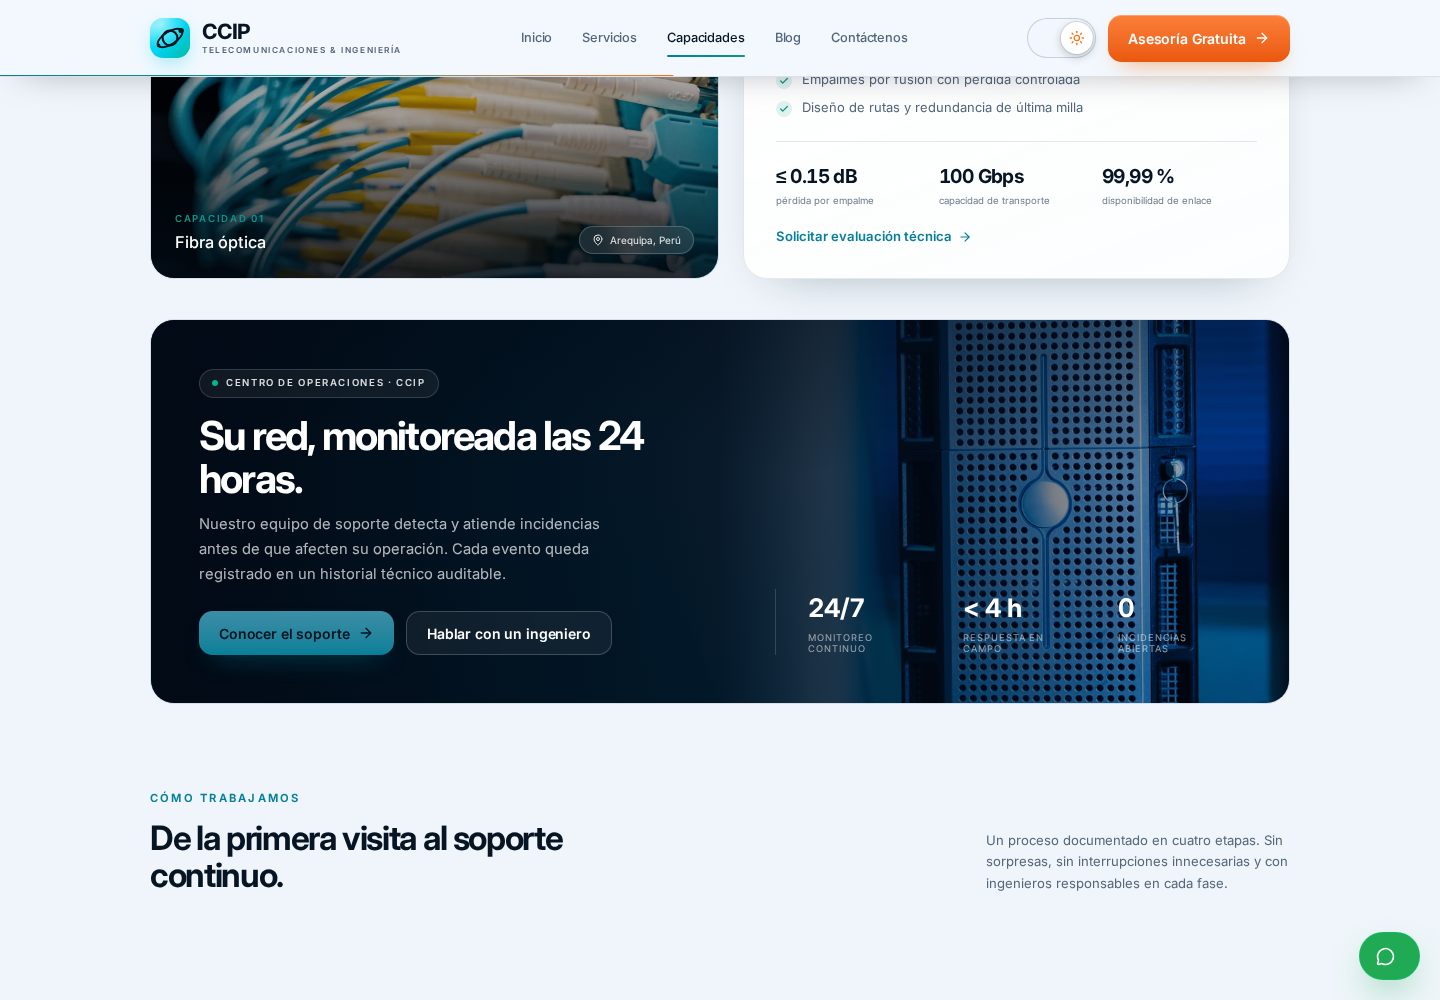 CCIP
TELECOMUNICACIONES & INGENIERÍA
Inicio
Servicios
Capacidades
Blog
Contáctenos
Asesoría Gratuita
Empalmes por fusión con pérdida controlada
Diseño de rutas y redundancia de última milla
≤ 0.15 dB
100 Gbps
99,99 %
pérdida por empalme
capacidad de transporte
disponibilidad de enlace
Solicitar evaluación técnica
CAPACIDAD 01
Fibra óptica
Arequipa, Perú
CENTRO DE OPERACIONES · CCIP
Su red, monitoreada las 24
horas.
Nuestro equipo de soporte detecta y atiende incidencias
antes de que afecten su operación. Cada evento queda
registrado en un historial técnico auditable.
Conocer el soporte
Hablar con un ingeniero
24/7
MONITOREO
CONTINUO
< 4 h
RESPUESTA EN
CAMPO
0
INCIDENCIAS
ABIERTAS
CÓMO TRABAJAMOS
De la primera visita al soporte
continuo.
Un proceso documentado en cuatro etapas. Sin
sorpresas, sin interrupciones innecesarias y con
ingenieros responsables en cada fase.